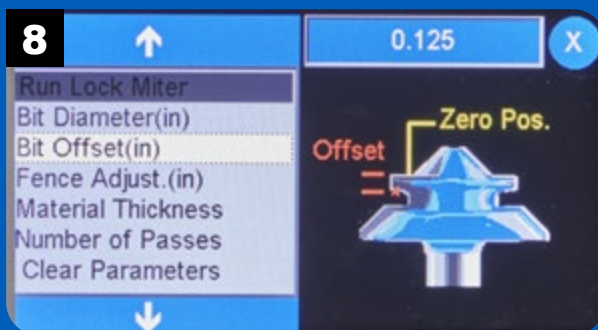 8
0.125
X
Run Lock Miter
Bit Diameter(in)
Bit Offset(in)
Fence Adjust.(in)
Material Thickness
Number of Passes
Clear Parameters
Zero Pos.
Offset